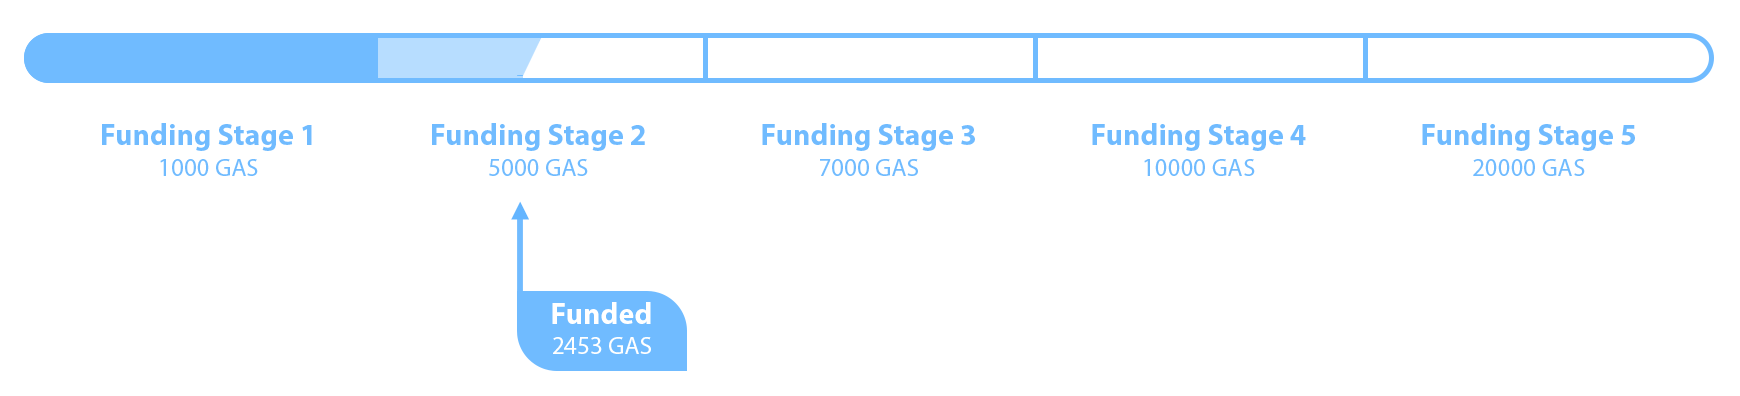 Funding Stage 1
1000 GAS
Funding Stage 2
5000 GAS
Funding Stage 3
7000 GAS
Funding Stage 4
10000 GAS
Funding Stage 5
20000 GAS
Funded
2453 GAS